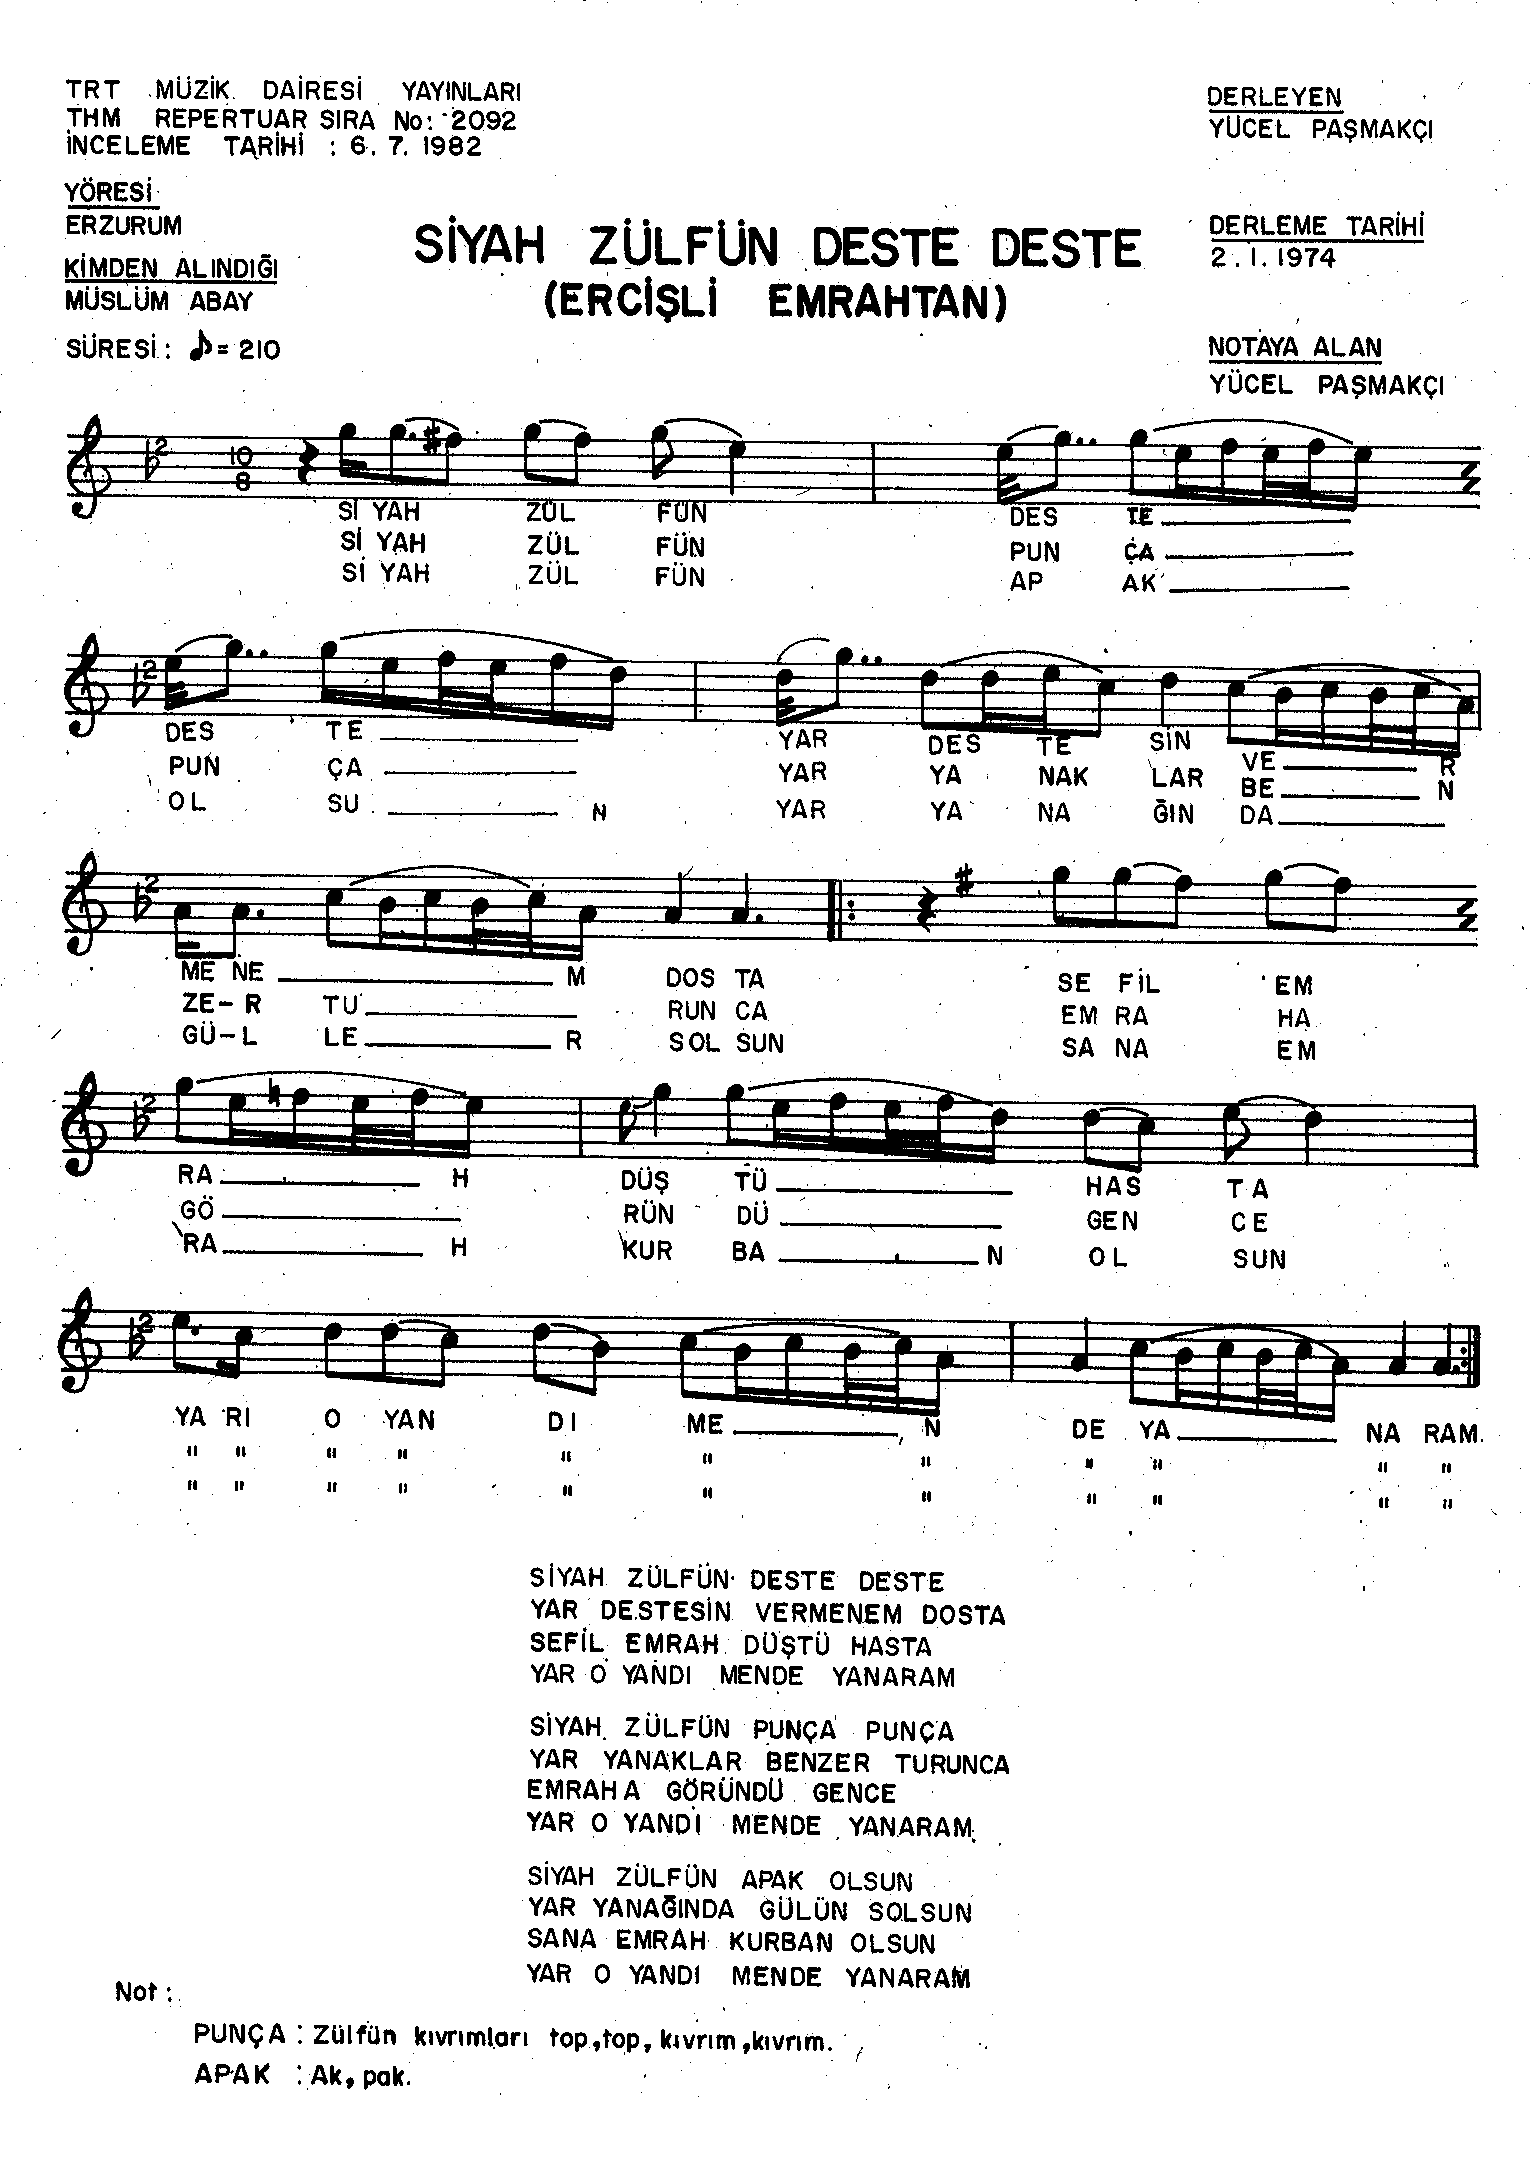 TRT MÜZİK DAİRESİ YAYINLARI
THM REPERTUAR SIRA No: 2092
İNCELEME TARİHİ : 6. 7. 1982
DERLEYEN
YÜCEL PAŞMAKÇI
YÖRESİ
ERZURUM
KİMDEN ALINDIĞI
MÜSLÜM ABAY
SÜRESİ: ♪ = 210
SİYAH ZÜLFÜN DESTE DESTE
(ERCİŞLİ EMRAHTAN)
DERLEME TARİHİ
2. 1. 1974
NOTAYA ALAN
YÜCEL PAŞMAKÇI
2 10 8
Sİ YAH ZÜL FÜN DES TE
Sİ YAH ZÜL FÜN PUN ÇA
Sİ YAH ZÜL FÜN AP AK
2
DES TE YAR DES TE SİN VE R
PUN ÇA YAR YA NAK LAR BE N
OL SU N YAR YA NA ĞIN DA
2
ME NE M DOS TA SE FİL EM
ZE-R TU RUN CA EM RA HA
GÜ-L LE R SOL SUN SA NA EM
2
RA H DÜŞ TÜ HAS TA
GÖ RÜN DÜ GEN CE
RA H KUR BA N OL SUN
2
YA RI O YAN DI ME N DE YA NA RAM
" " " " " " " " " " "
" " " " " " " " " " "
SİYAH ZÜLFÜN DESTE DESTE
YAR DESTESİN VERMENEM DOSTA
SEFİL EMRAH DÜŞTÜ HASTA
YAR O YANDI MENDE YANARAM
SİYAH ZÜLFÜN PUNÇA PUNÇA
YAR YANAKLAR BENZER TURUNCA
EMRAHA GÖRÜNDÜ GENCE
YAR O YANDI MENDE YANARAM
SİYAH ZÜLFÜN APAK OLSUN
YAR YANAĞINDA GÜLÜN SOLSUN
SANA EMRAH KURBAN OLSUN
YAR O YANDI MENDE YANARAM
Not :
PUNÇA : Zülfün kıvrımları top, top, kıvrım, kıvrım.
APAK : Ak, pak.